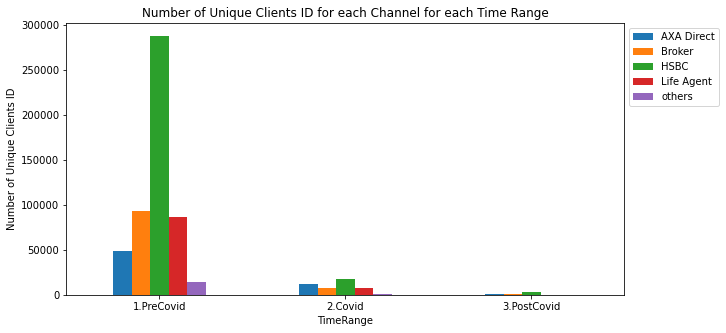 Number of Unique Clients ID for each Channel for each Time Range
300000
250000
200000
150000
100000
50000
0
Number of Unique Clients ID
1.PreCovid
2.Covid
3.PostCovid
TimeRange
AXA Direct
Broker
HSBC
Life Agent
others